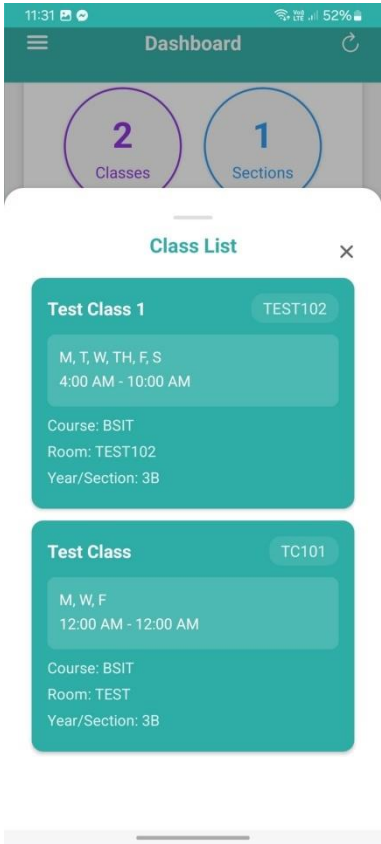 11:31 52%
Dashboard
2 1
Classes Sections
Class List
Test Class 1 TEST102
M, T, W, TH, F, S
4:00 AM - 10:00 AM
Course: BSIT
Room: TEST102
Year/Section: 3B
Test Class TC101
M, W, F
12:00 AM - 12:00 AM
Course: BSIT
Room: TEST
Year/Section: 3B